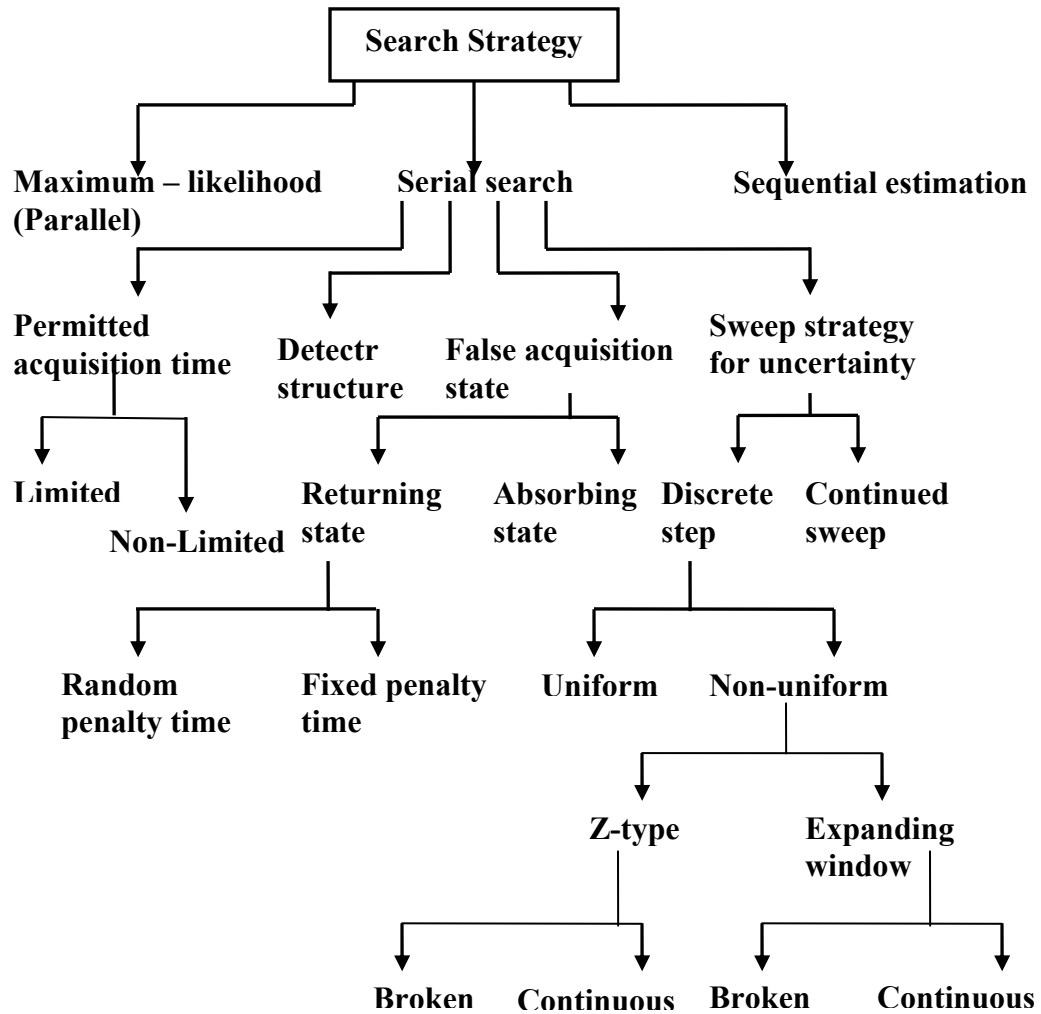 Search Strategy
Maximum – likelihood
(Parallel)
Serial search
Sequential estimation
Permitted
acquisition time
Detectr
structure
False acquisition
state
Sweep strategy
for uncertainty
Limited
Non-Limited
Returning
state
Absorbing
state
Discrete
step
Continued
sweep
Random
penalty time
Fixed penalty
time
Uniform
Non-uniform
Z-type
Expanding
window
Broken
Continuous
Broken
Continuous